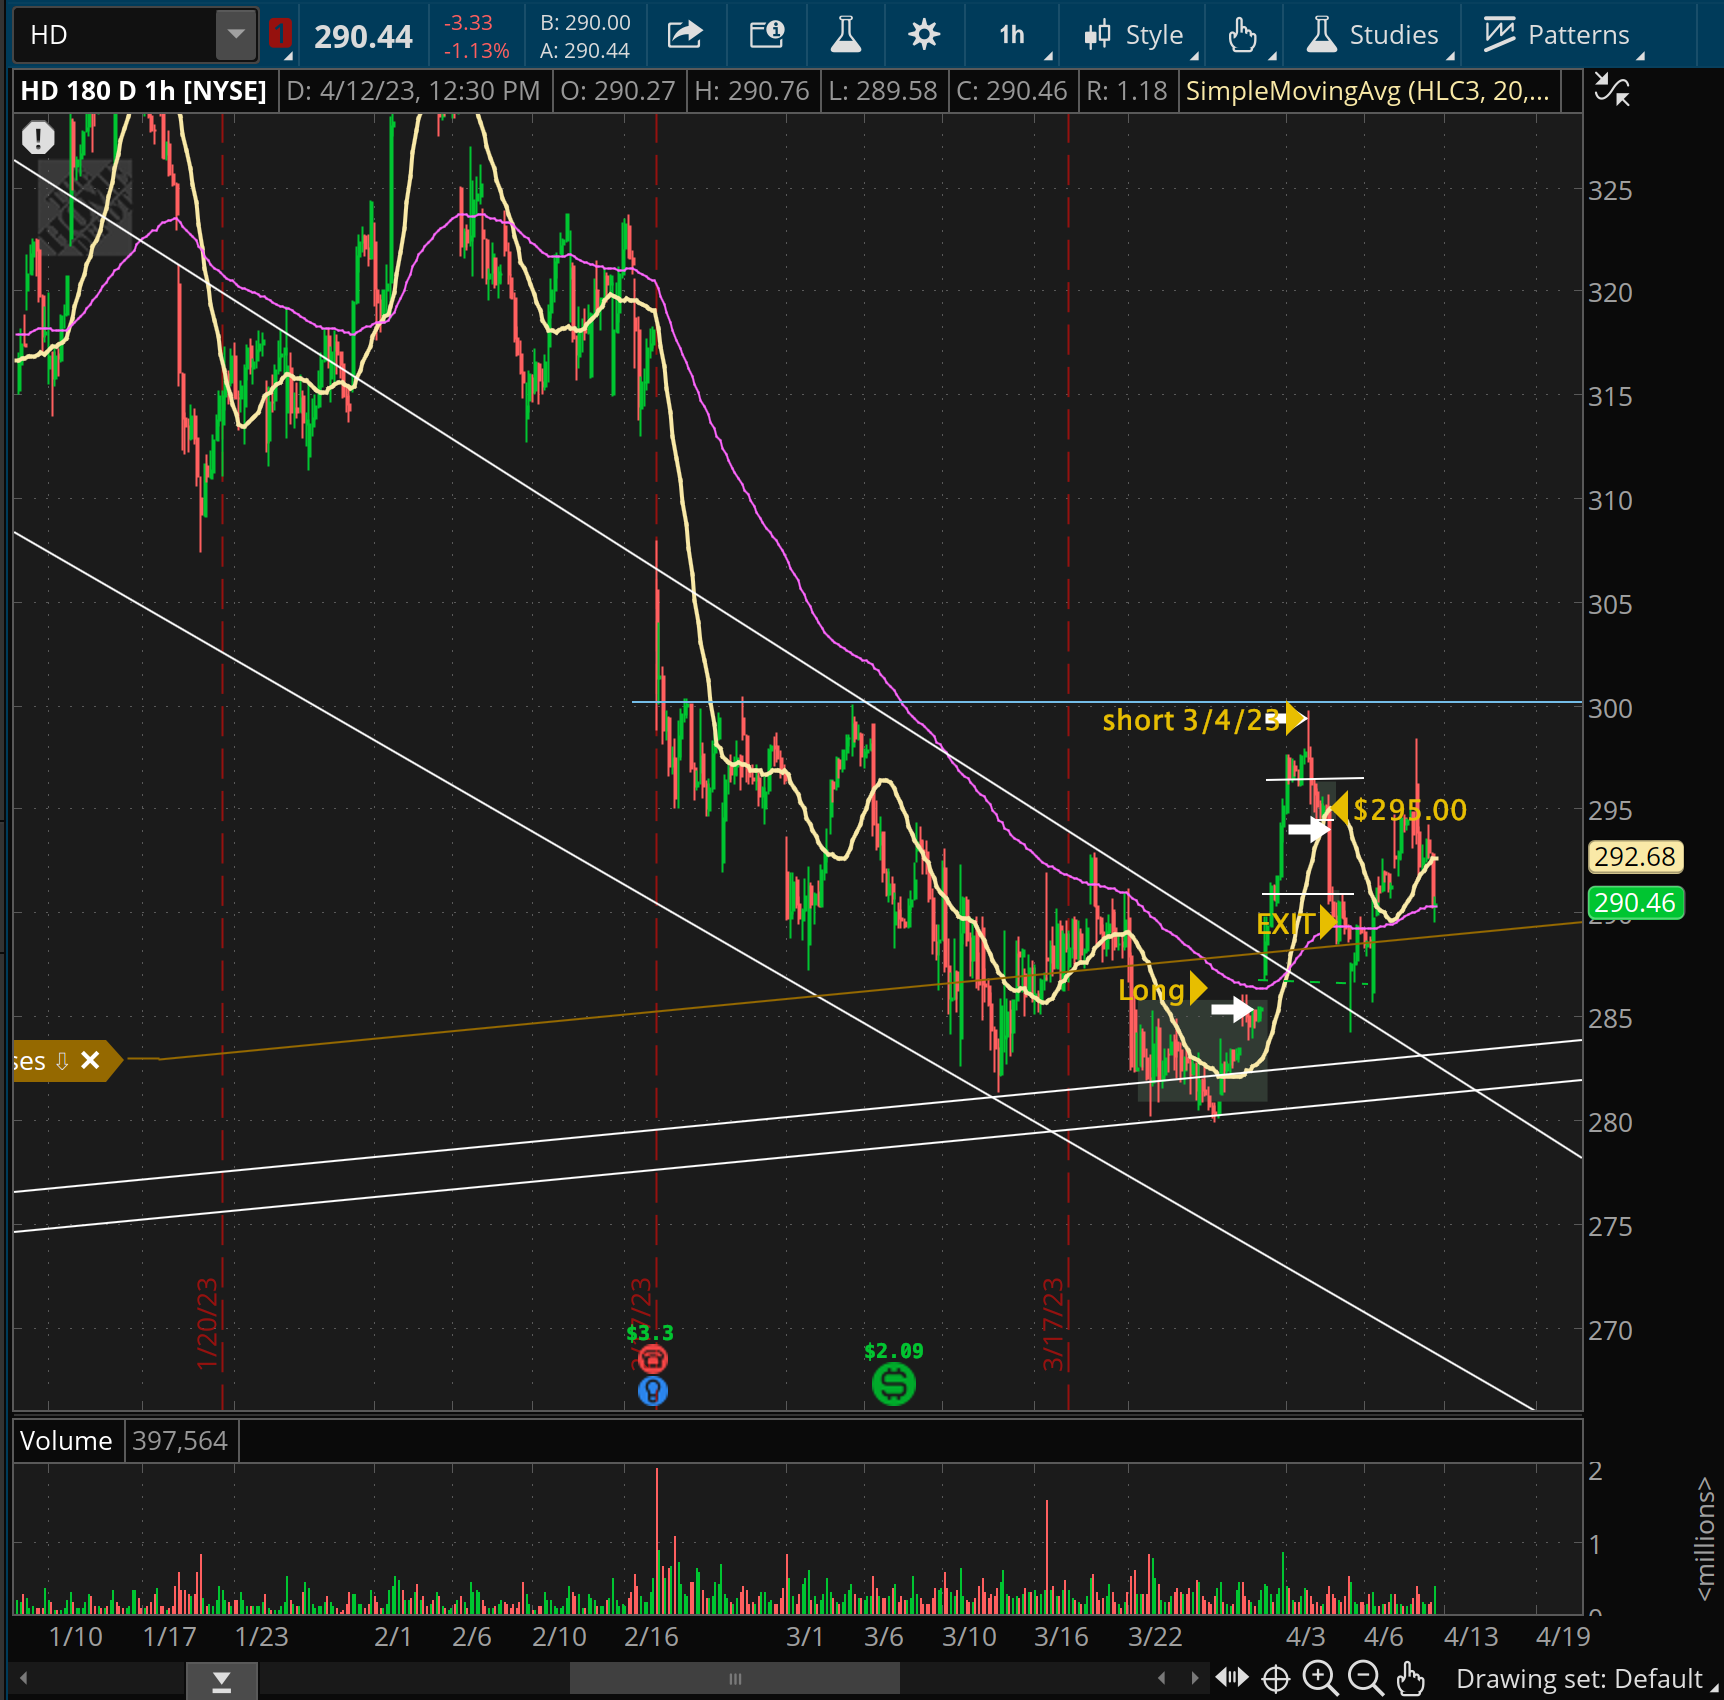 HD
1
290.44
-3.33
-1.13%
B: 290.00
A: 290.44
1h
Style
Studies
Patterns
HD 180 D 1h [NYSE]
D: 4/12/23, 12:30 PM
O: 290.27
H: 290.76
L: 289.58
C: 290.46
R: 1.18
SimpleMovingAvg (HLC3, 20,...
325
320
315
310
305
300
short 3/4/23
295
$295.00
292.68
290.46
EXIT
Long
285
ses
280
275
270
1/20/23
3/17/23
$3.3
$2.09
Volume
397,564
2
1
0
<millions>
1/10
1/17
1/23
2/1
2/6
2/10
2/16
3/1
3/6
3/10
3/16
3/22
4/3
4/6
4/13
4/19
Drawing set: Default